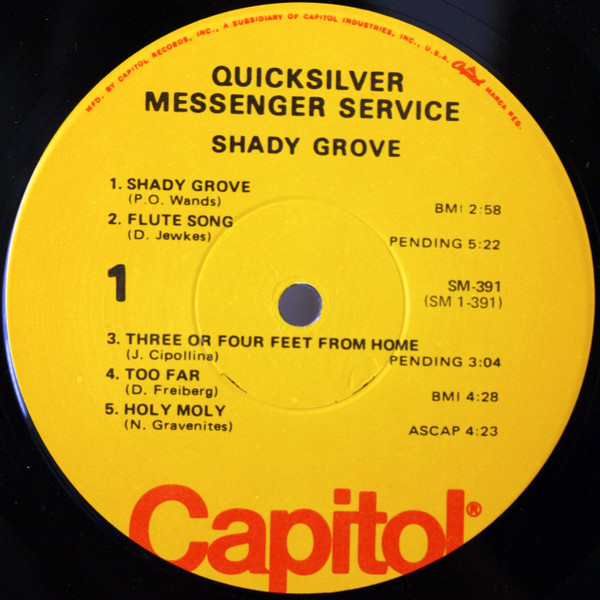 MFD. BY CAPITOL RECORDS, INC., A SUBSIDIARY OF CAPITOL INDUSTRIES, INC., U.S.A. Capitol MARCA REG.
QUICKSILVER
MESSENGER SERVICE
SHADY GROVE
1. SHADY GROVE
(P.O. Wands) BMI 2:58
2. FLUTE SONG
(D. Jewkes) PENDING 5:22
1 SM-391
(SM 1-391)
3. THREE OR FOUR FEET FROM HOME
(J. Cipollina) PENDING 3:04
4. TOO FAR
(D. Freiberg) BMI 4:28
5. HOLY MOLY
(N. Gravenites) ASCAP 4:23
Capitol®